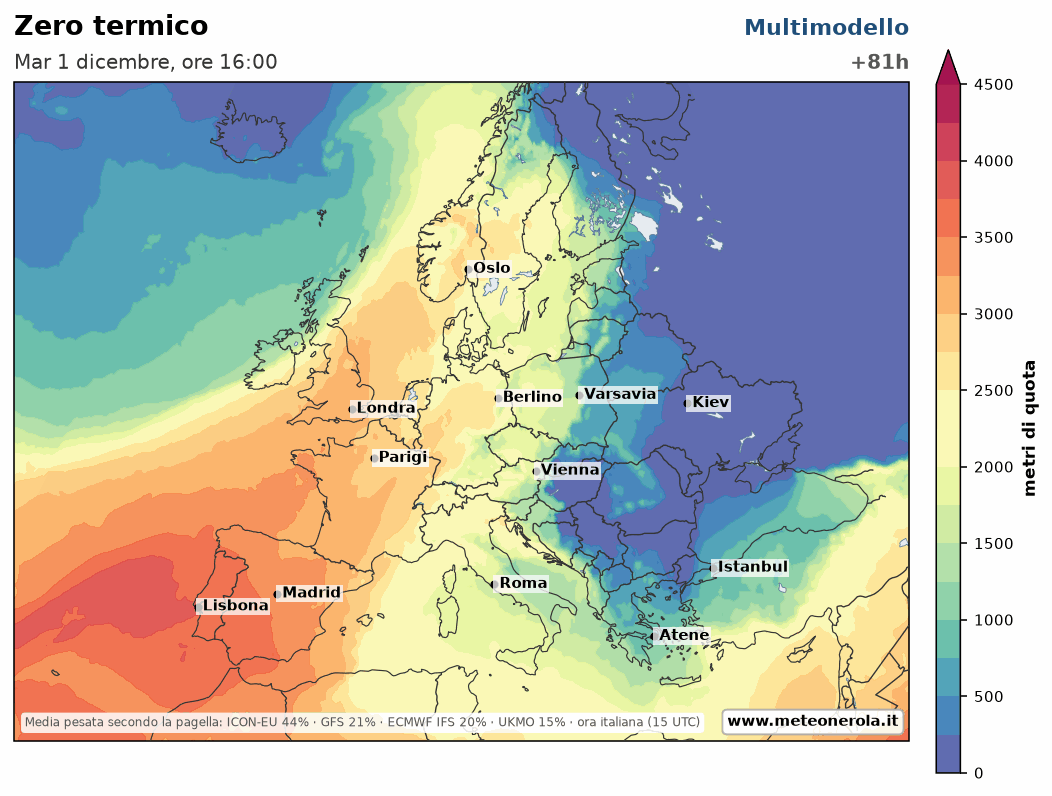 Zero termico
Multimodello
Mar 1 dicembre, ore 16:00
+81h
4500
4000
3500
3000
2500
2000
1500
1000
500
0
metri di quota
Oslo
Londra
Berlino
Varsavia
Kiev
Parigi
Vienna
Istanbul
Roma
Madrid
Lisbona
Atene
Media pesata secondo la pagella: ICON-EU 44% · GFS 21% · ECMWF IFS 20% · UKMO 15% · ora italiana (15 UTC)
www.meteonerola.it